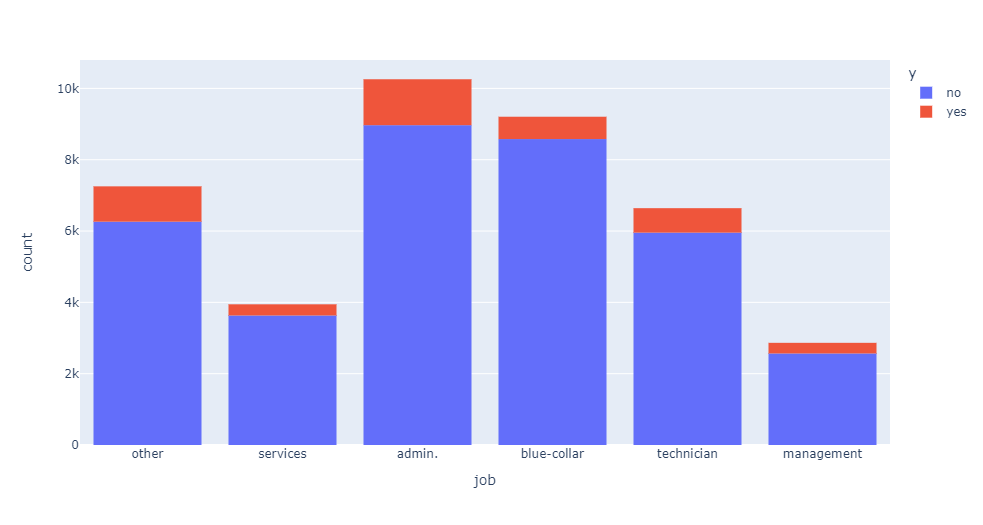 y
no
yes
10k
8k
6k
4k
2k
0
count
other
services
admin.
blue-collar
technician
management
job